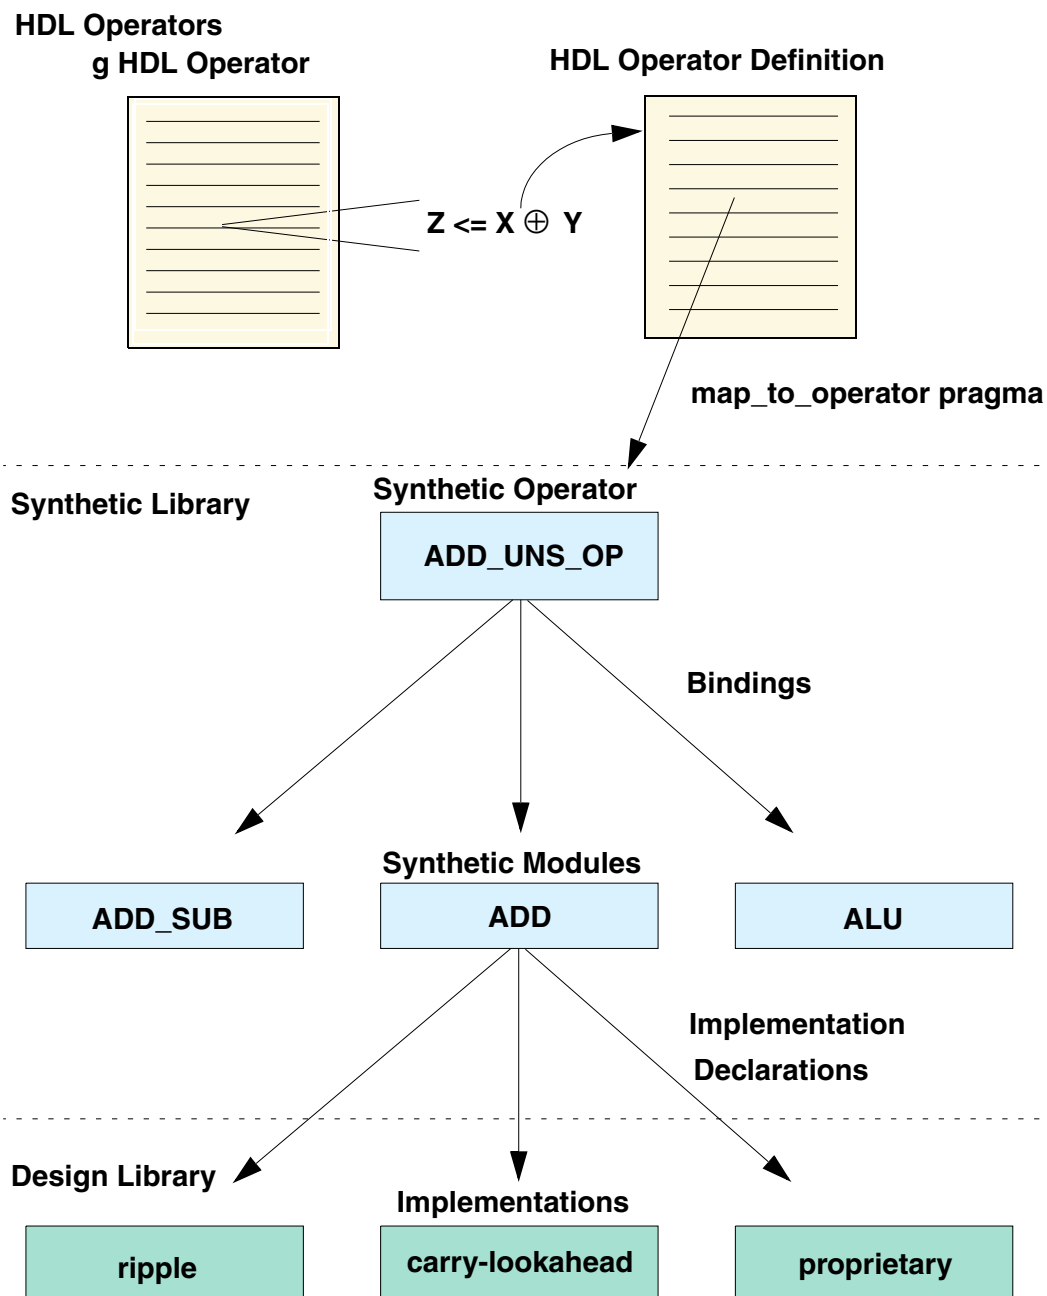 HDL Operators
g HDL Operator
HDL Operator Definition
Z <= X ⊕ Y
map_to_operator pragma
Synthetic Library
Synthetic Operator
ADD_UNS_OP
Bindings
Synthetic Modules
ADD_SUB
ADD
ALU
Implementation
Declarations
Design Library
Implementations
ripple
carry-lookahead
proprietary